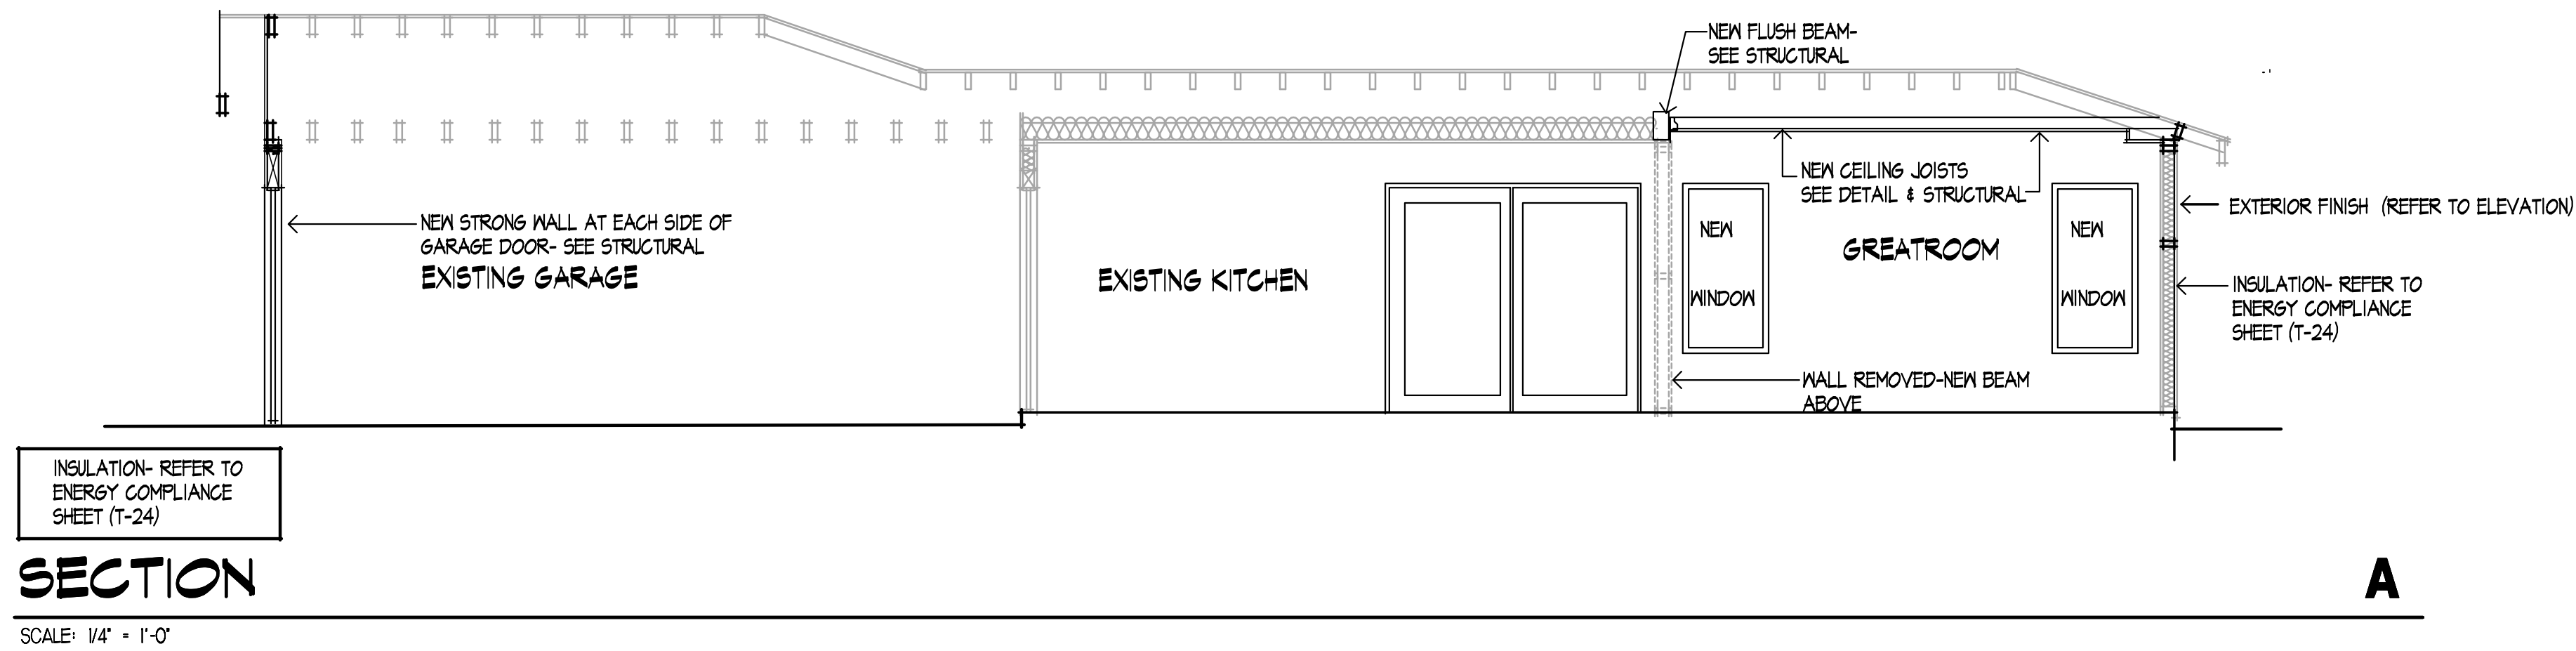 NEW FLUSH BEAM-
SEE STRUCTURAL
NEW CEILING JOISTS
SEE DETAIL & STRUCTURAL
NEW STRONG WALL AT EACH SIDE OF
GARAGE DOOR- SEE STRUCTURAL
EXISTING GARAGE
EXISTING KITCHEN
NEW
WINDOW
GREATROOM
NEW
WINDOW
EXTERIOR FINISH (REFER TO ELEVATION)
INSULATION- REFER TO
ENERGY COMPLIANCE
SHEET (T-24)
WALL REMOVED-NEW BEAM
ABOVE
INSULATION- REFER TO
ENERGY COMPLIANCE
SHEET (T-24)
SECTION
A
SCALE: 1/4" = 1'-0"